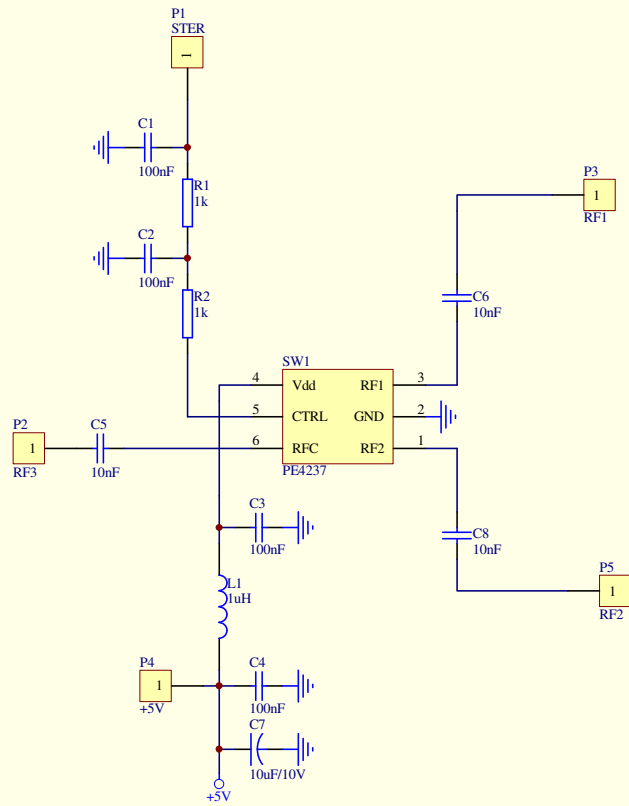 P1
STER
1
C1
100nF
R1
1k
C2
100nF
R2
1k
P3
1
RF1
C6
10nF
SW1
4 Vdd RF1 3
5 CTRL GND 2
6 RFC RF2 1
PE4237
P2
1
RF3
C5
10nF
C3
100nF
C8
10nF
L1
1uH
P5
1
RF2
P4
1
+5V
C4
100nF
C7
10uF/10V
+5V